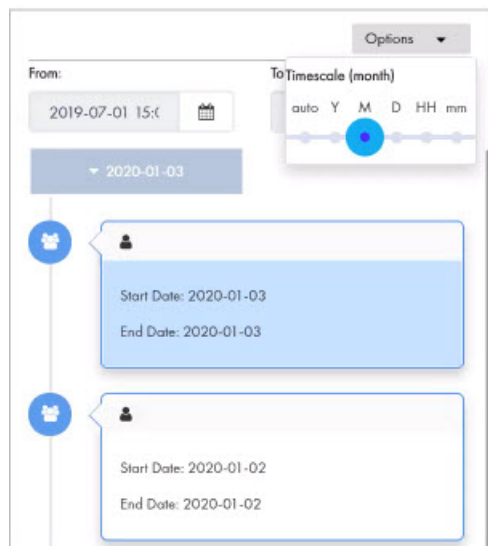 Options
From:
To
Timescale (month)
2019-07-01 15:
auto Y M D HH mm
2020-01-03
Start Date: 2020-01-03
End Date: 2020-01-03
Start Date: 2020-01-02
End Date: 2020-01-02